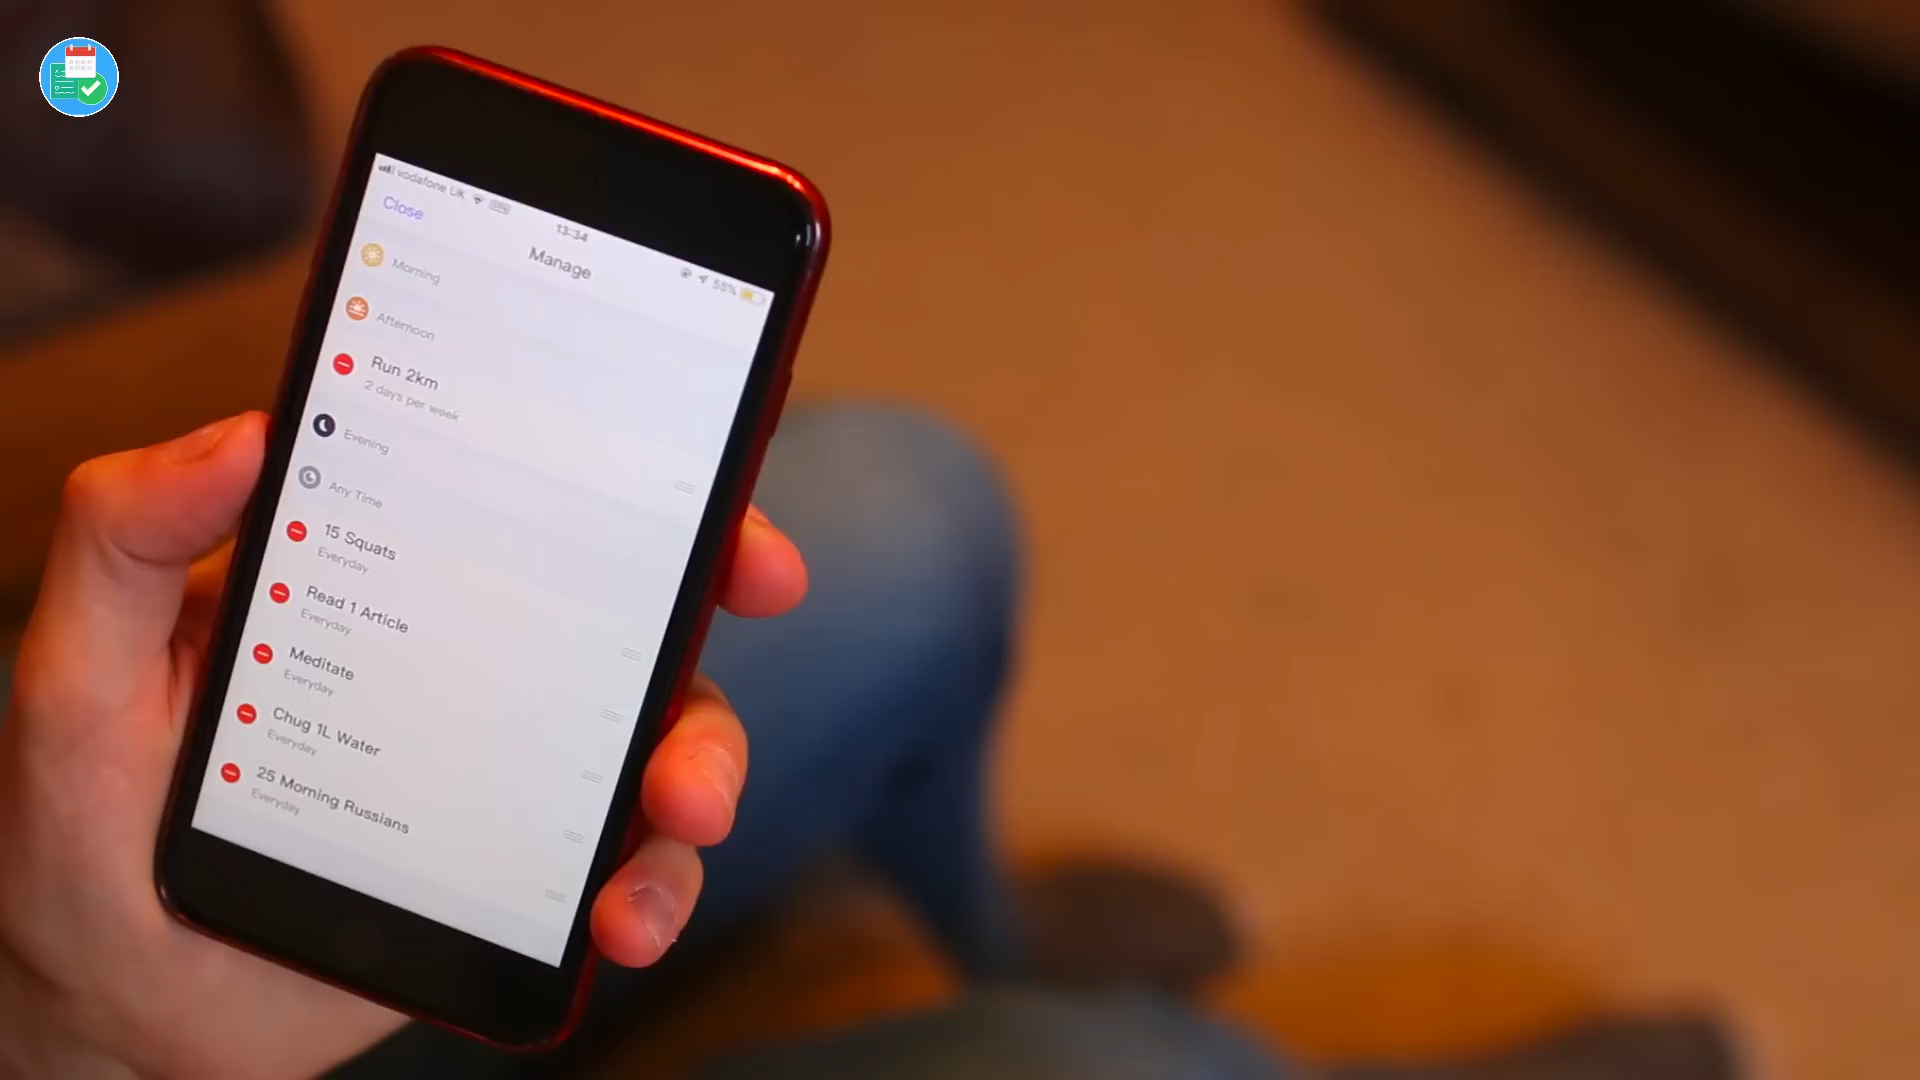 vodafone UK
13:34
55%
Close
Manage
Morning
Afternoon
Run 2km
2 days per week
Evening
Any Time
15 Squats
Everyday
Read 1 Article
Everyday
Meditate
Everyday
Chug 1L Water
Everyday
25 Morning Russians
Everyday